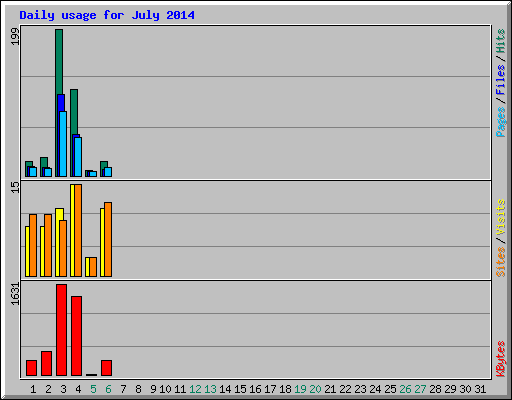 Daily usage for July 2014
199
Pages/Files/Hits
15
Sites/Visits
1631
KBytes
1 2 3 4 5 6 7 8 9 10 11 12 13 14 15 16 17 18 19 20 21 22 23 24 25 26 27 28 29 30 31